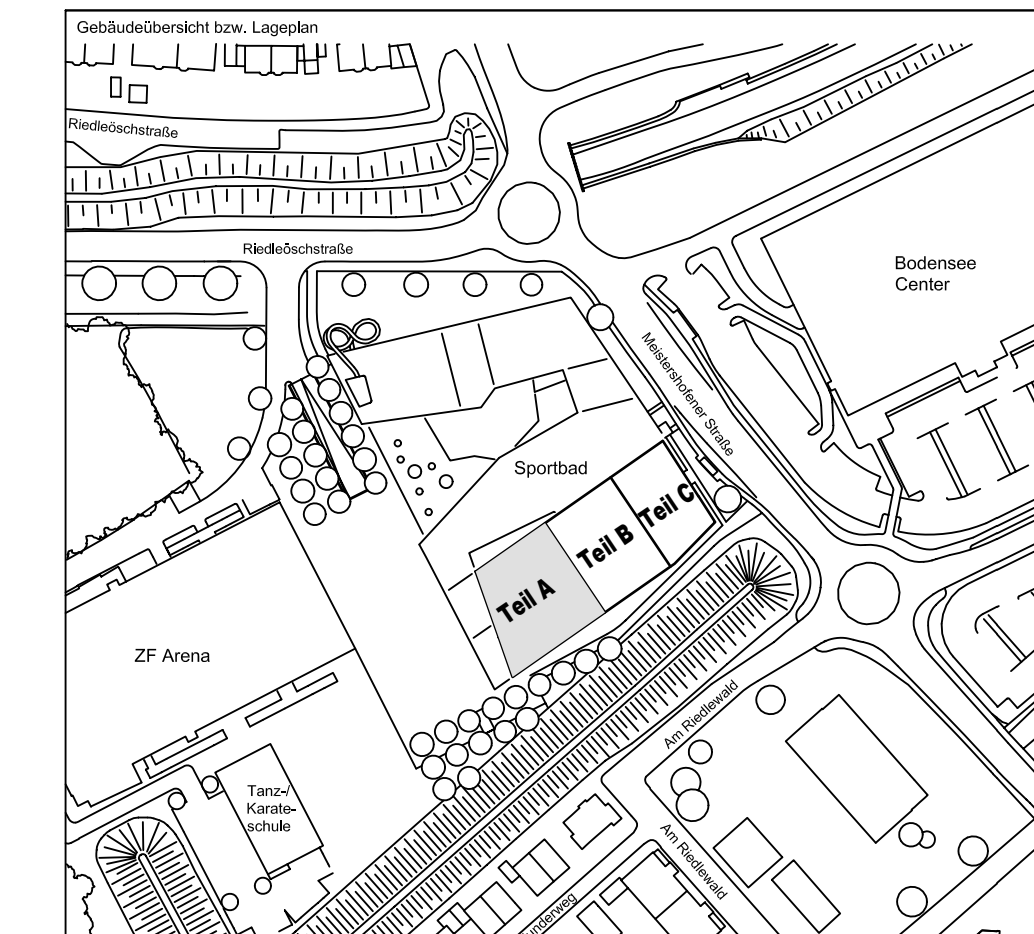 Gebäudeübersicht bzw. Lageplan
Riedleöschstraße
Riedleöschstraße
Bodensee
Center
Meistershofener Straße
Sportbad
Teil C
Teil B
Teil A
ZF Arena
Am Riedlewald
Tanz-/
Karate-
schule
Am Riedlewald